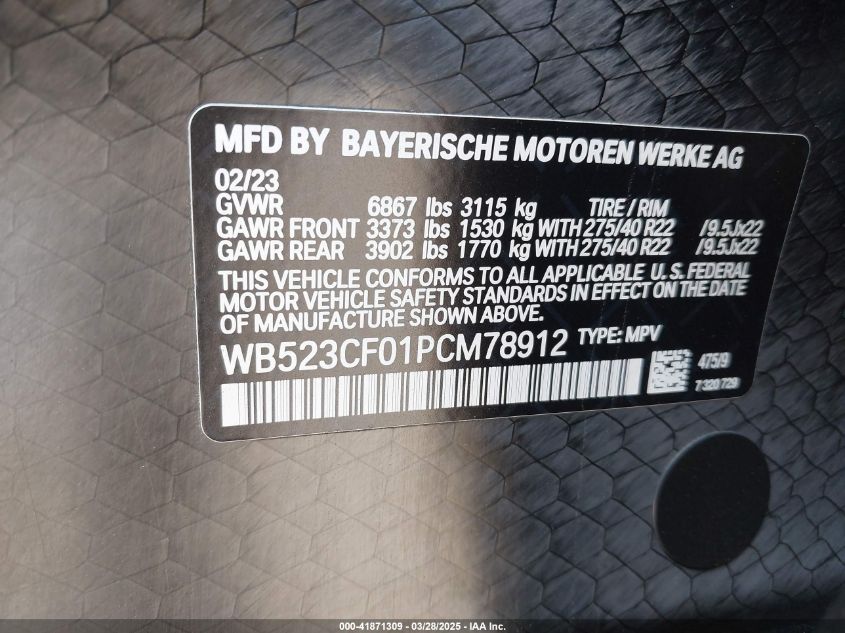 MFD BY BAYERISCHE MOTOREN WERKE AG
02/23
GVWR 6867 lbs 3115 kg TIRE / RIM
GAWR FRONT 3373 lbs 1530 kg WITH 275/40 R22 /9.5Jx22
GAWR REAR 3902 lbs 1770 kg WITH 275/40 R22 /9.5Jx22
THIS VEHICLE CONFORMS TO ALL APPLICABLE U.S. FEDERAL
MOTOR VEHICLE SAFETY STANDARDS IN EFFECT ON THE DATE
OF MANUFACTURE SHOWN ABOVE.
WB523CF01PCM78912 TYPE: MPV
475/9
7 320 729
000-41871309 - 03/28/2025 - IAA Inc.